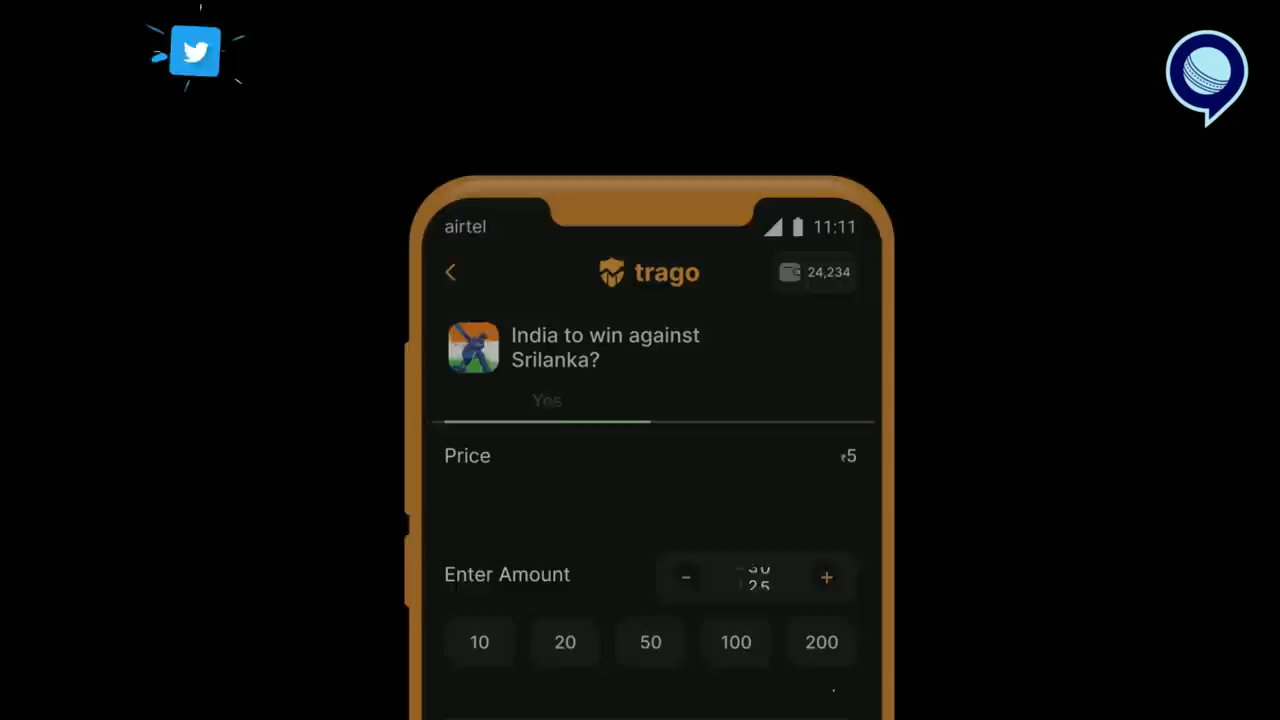 airtel
11:11
trago
24,234
India to win against
Srilanka?
Yes
Price
₹5
Enter Amount
-
25
+
10
20
50
100
200